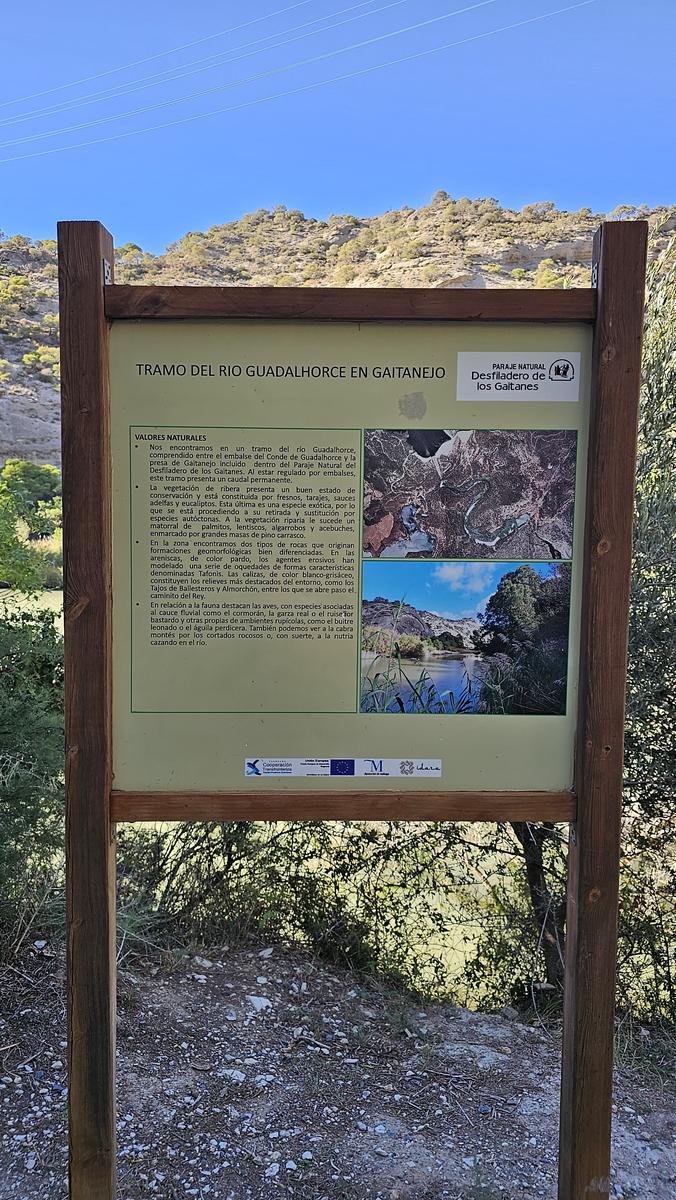 TRAMO DEL RIO GUADALHORCE EN GAITANEJO
PARAJE NATURAL
Desfiladero de
los Gaitanes
VALORES NATURALES
• Nos encontramos en un tramo del río Guadalhorce,
comprendido entre el embalse del Conde de Guadalhorce y la
presa de Gaitanejo incluido dentro del Paraje Natural del
Desfiladero de los Gaitanes. Al estar regulado por embalses,
este tramo presenta un caudal permanente.
• La vegetación de ribera presenta un buen estado de
conservación y está constituida por fresnos, tarajes, sauces
adelfas y eucaliptos. Esta última es una especie exótica, por lo
que se está procediendo a su retirada y sustitución por
especies autóctonas. A la vegetación riparia le sucede un
matorral de palmitos, lentiscos, algarrobos y acebuches,
enmarcado por grandes masas de pino carrasco.
• En la zona encontramos dos tipos de rocas que originan
formaciones geomorfológicas bien diferenciadas. En las
areniscas, de color pardo, los agentes erosivos han
modelado una serie de oquedades de formas características
denominadas Tafonis. Las calizas, de color blanco-grisáceo,
constituyen los relieves más destacados del entorno, como los
Tajos de Ballesteros y Almorchón, entre los que se abre paso el
caminito del Rey.
• En relación a la fauna destacan las aves, con especies asociadas
al cauce fluvial como el cormorán, la garza real o el ruiseñor
bastardo y otras propias de ambientes rupícolas, como el buitre
leonado o el águila perdicera. También podemos ver a la cabra
montés por los cortados rocosos o, con suerte, a la nutria
cazando en el río.
Cooperación
Transfronteriza
Unión Europea
M
idara